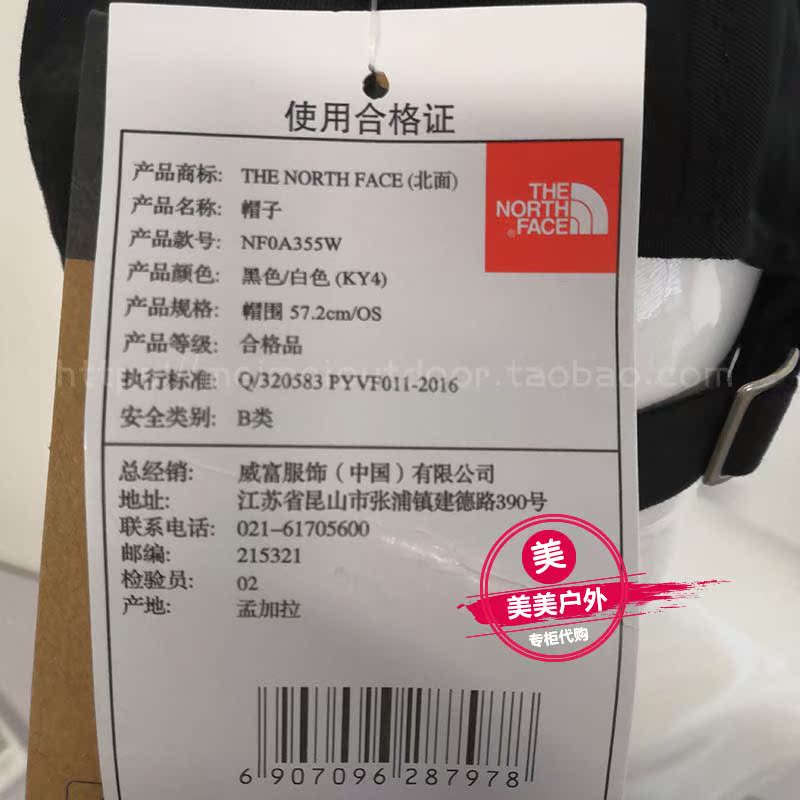 使用合格证
产品商标: THE NORTH FACE (北面)
产品名称: 帽子
产品款号: NF0A355W
产品颜色: 黑色/白色 (KY4)
产品规格: 帽围 57.2cm/OS
产品等级: 合格品
执行标准: Q/320583 PYVF011-2016
安全类别: B类
THE
NORTH
FACE
®
总经销: 威富服饰（中国）有限公司
地址: 江苏省昆山市张浦镇建德路390号
联系电话: 021-61705600
邮编: 215321
检验员: 02
产地: 孟加拉
美
美美户外
专柜代购
6 907096 287978